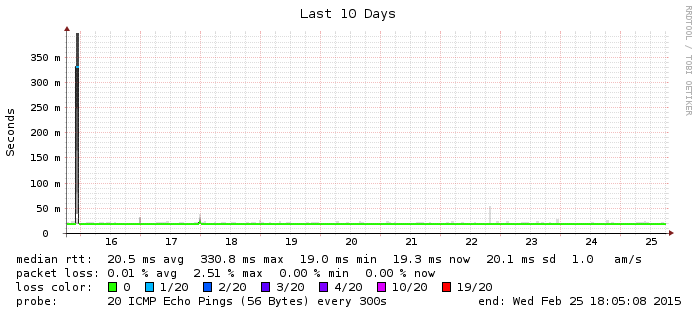 Last 10 Days
RRDTOOL / TOBI OETIKER
Seconds
350 m
300 m
250 m
200 m
150 m
100 m
50 m
0
16 17 18 19 20 21 22 23 24 25
median rtt: 20.5 ms avg 330.8 ms max 19.0 ms min 19.3 ms now 20.1 ms sd 1.0 am/s
packet loss: 0.01 % avg 2.51 % max 0.00 % min 0.00 % now
loss color: 0 1/20 2/20 3/20 4/20 10/20 19/20
probe: 20 ICMP Echo Pings (56 Bytes) every 300s end: Wed Feb 25 18:05:08 2015